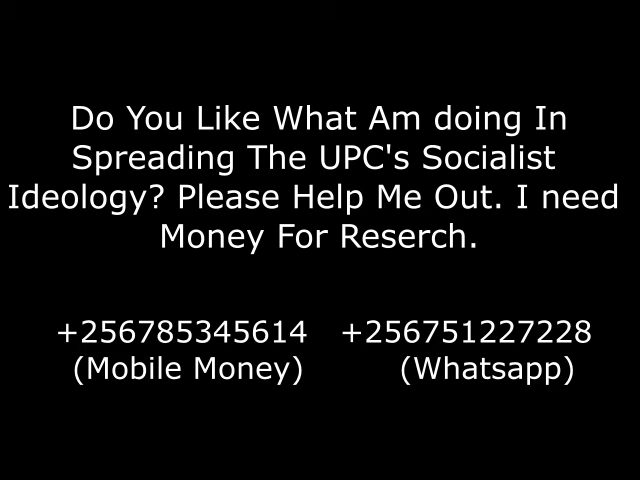 Do You Like What Am doing In
Spreading The UPC's Socialist
Ideology? Please Help Me Out. I need
Money For Reserch.
+256785345614 +256751227228
(Mobile Money) (Whatsapp)